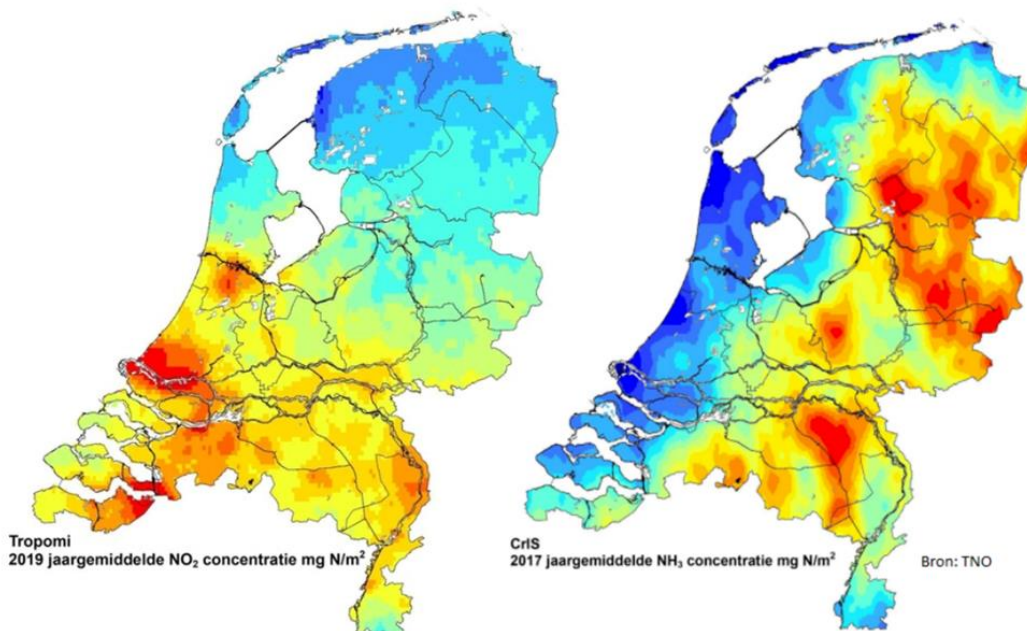 Tropomi
2019 jaargemiddelde NO₂ concentratie mg N/m²
CrIS
2017 jaargemiddelde NH₃ concentratie mg N/m²
Bron: TNO